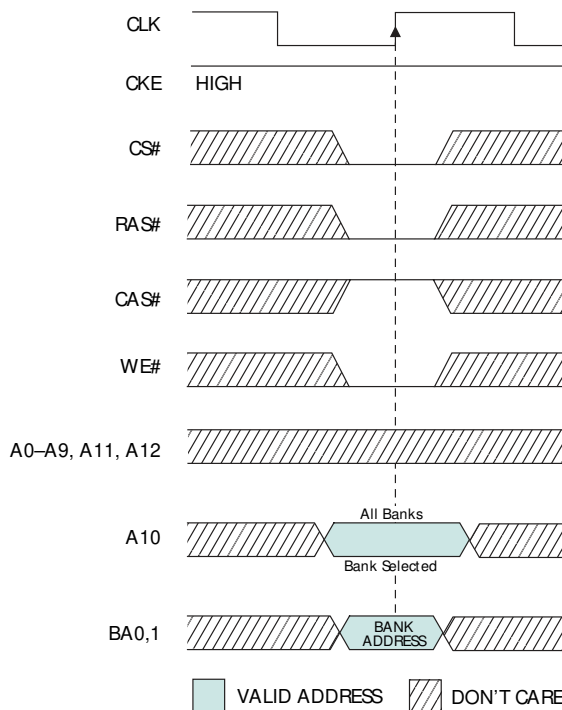 CLK
CKE HIGH
CS#
RAS#
CAS#
WE#
A0–A9, A11, A12
All Banks
A10
Bank Selected
BANK
BA0,1
ADDRESS
VALID ADDRESS DON'T CARE